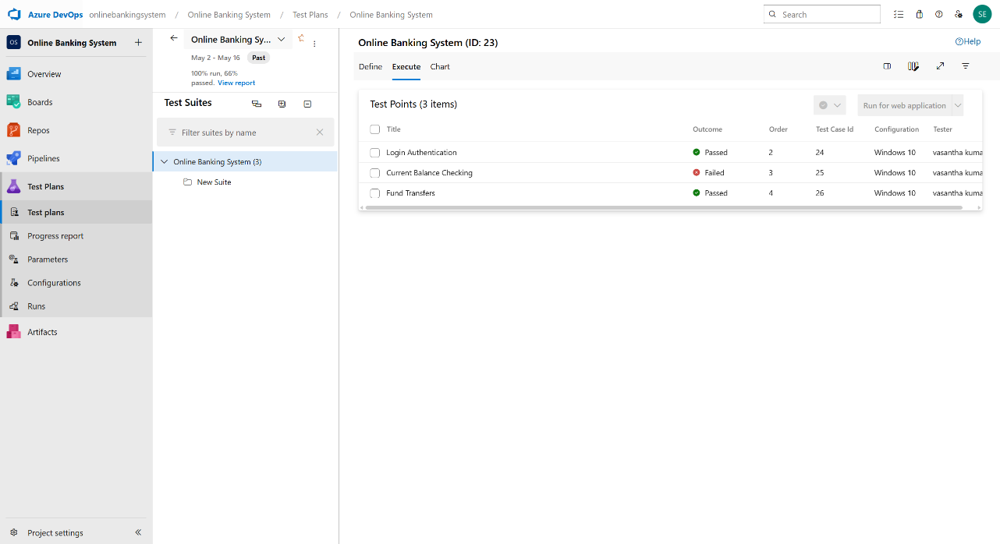 Azure DevOps onlinebankingsystem / Online Banking System / Test Plans / Online Banking System
Search
SE
OS Online Banking System
Overview
Boards
Repos
Pipelines
Test Plans
Test plans
Progress report
Parameters
Configurations
Runs
Artifacts
Project settings
Online Banking Sy...
May 2 - May 16 Past
100% run, 66%
passed. View report
Test Suites
Filter suites by name
Online Banking System (3)
New Suite
Online Banking System (ID: 23)
Help
Define Execute Chart
Test Points (3 items)
Run for web application
Title Outcome Order Test Case Id Configuration Tester
Login Authentication Passed 2 24 Windows 10 vasantha kuma
Current Balance Checking Failed 3 25 Windows 10 vasantha kuma
Fund Transfers Passed 4 26 Windows 10 vasantha kuma